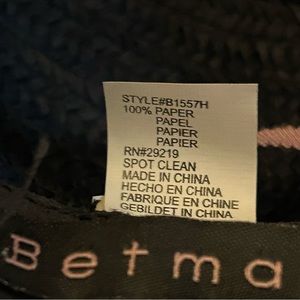 STYLE#B1557H
100% PAPER
PAPEL
PAPIER
PAPIER
RN#29219
SPOT CLEAN
MADE IN CHINA
HECHO EN CHINA
FABRIQUE EN CHINE
GEBILDET IN CHINA
Betma